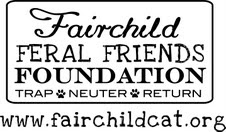 Fairchild
FERAL FRIENDS
FOUNDATION
TRAP NEUTER RETURN
www.fairchildcat.org